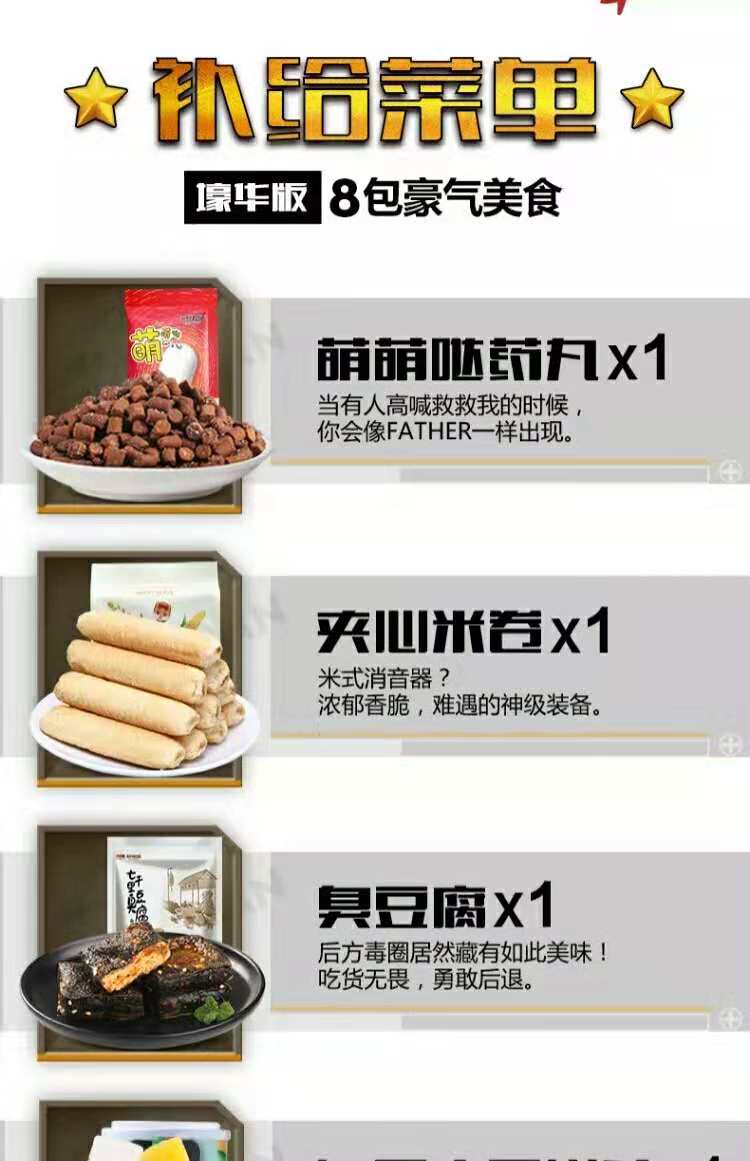 补给菜单
壕华版 8包豪气美食
萌
萌萌哒药丸x1
当有人高喊救救我的时候，
你会像FATHER一样出现。
夹心米卷x1
米式消音器？
浓郁香脆，难遇的神级装备。
臭豆腐x1
后方毒圈居然藏有如此美味！
吃货无畏，勇敢后退。